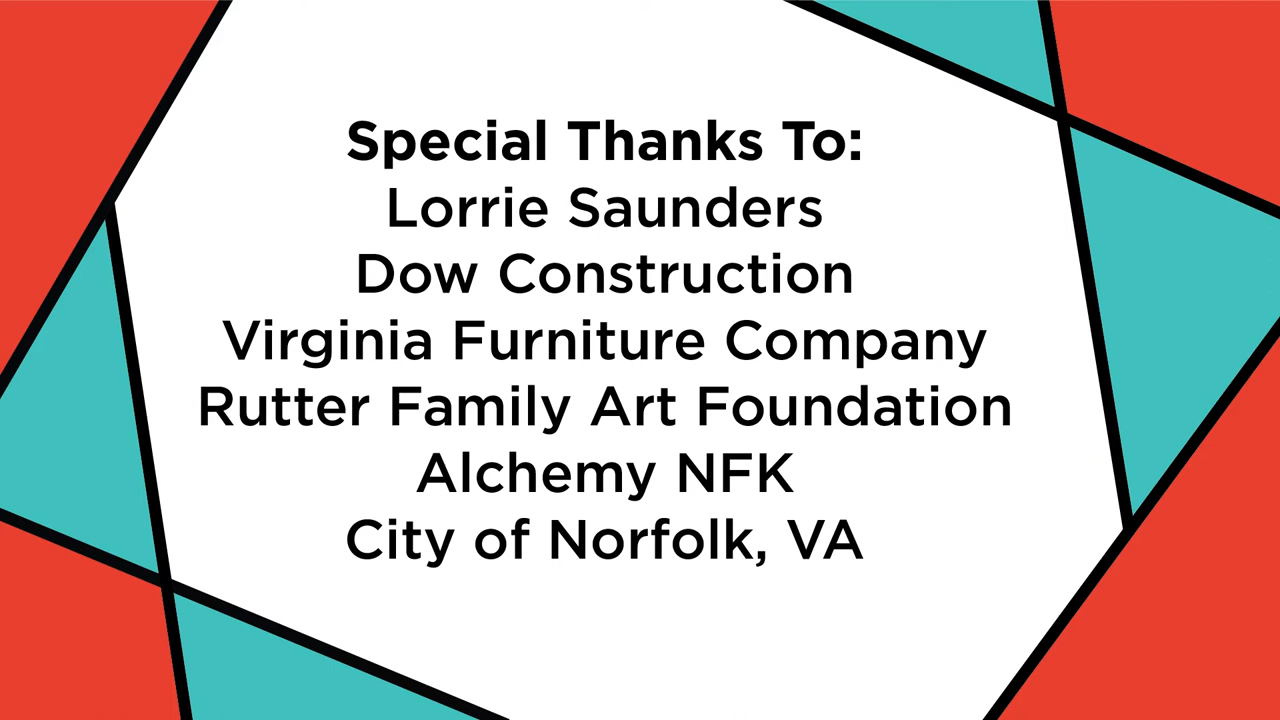 Special Thanks To:
Lorrie Saunders
Dow Construction
Virginia Furniture Company
Rutter Family Art Foundation
Alchemy NFK
City of Norfolk, VA